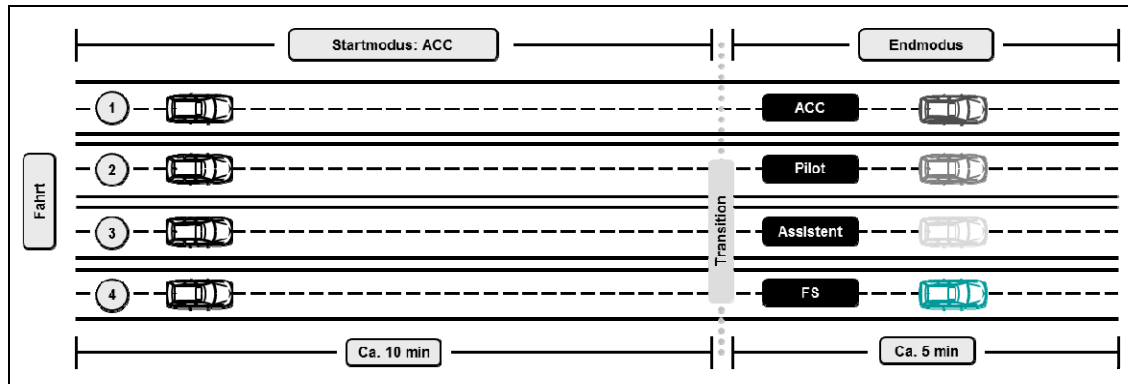 Startmodus: ACC
Endmodus
Fahrt
1
ACC
2
Pilot
3
Assistent
4
FS
Transition
Ca. 10 min
Ca. 5 min